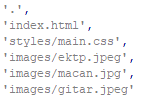 '.',
'index.html',
'styles/main.css',
'images/ektp.jpeg',
'images/macan.jpg',
'images/gitar.jpeg'